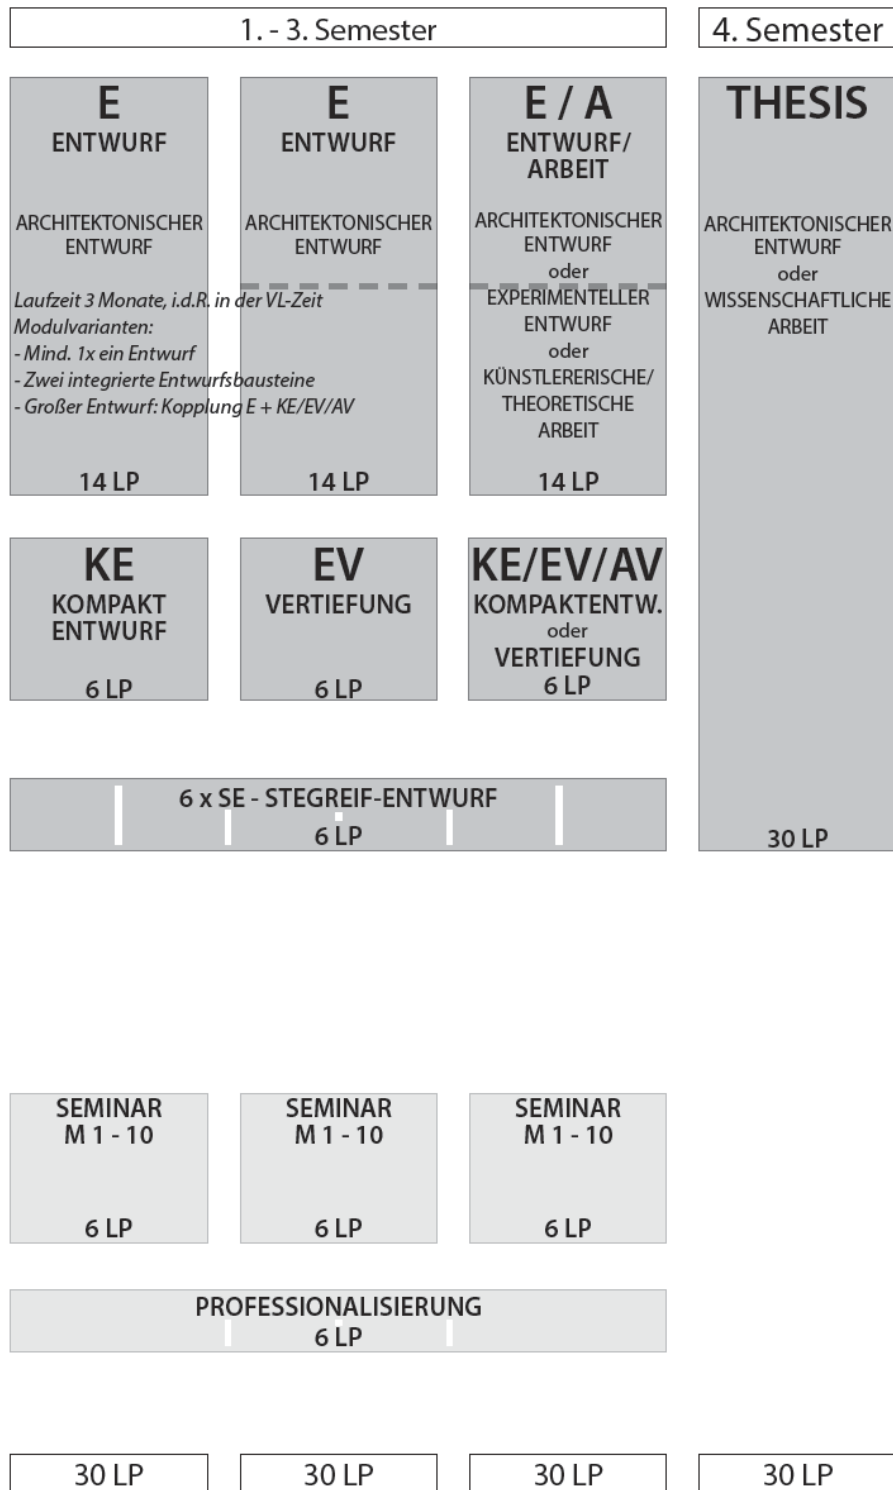 1. - 3. Semester
4. Semester
E
ENTWURF
ARCHITEKTONISCHER
ENTWURF
Laufzeit 3 Monate, i.d.R. in der VL-Zeit
Modulvarianten:
- Mind. 1x ein Entwurf
- Zwei integrierte Entwurfsbausteine
- Großer Entwurf: Kopplung E + KE/EV/AV
14 LP
E
ENTWURF
ARCHITEKTONISCHER
ENTWURF
14 LP
E / A
ENTWURF/
ARBEIT
ARCHITEKTONISCHER
ENTWURF
oder
EXPERIMENTELLER
ENTWURF
oder
KÜNSTLERERISCHE/
THEORETISCHE
ARBEIT
14 LP
THESIS
ARCHITEKTONISCHER
ENTWURF
oder
WISSENSCHAFTLICHE
ARBEIT
30 LP
KE
KOMPAKT
ENTWURF
6 LP
EV
VERTIEFUNG
6 LP
KE/EV/AV
KOMPAKTENTW.
oder
VERTIEFUNG
6 LP
6 x SE - STEGREIF-ENTWURF
6 LP
SEMINAR
M 1 - 10
6 LP
SEMINAR
M 1 - 10
6 LP
SEMINAR
M 1 - 10
6 LP
PROFESSIONALISIERUNG
6 LP
30 LP
30 LP
30 LP
30 LP